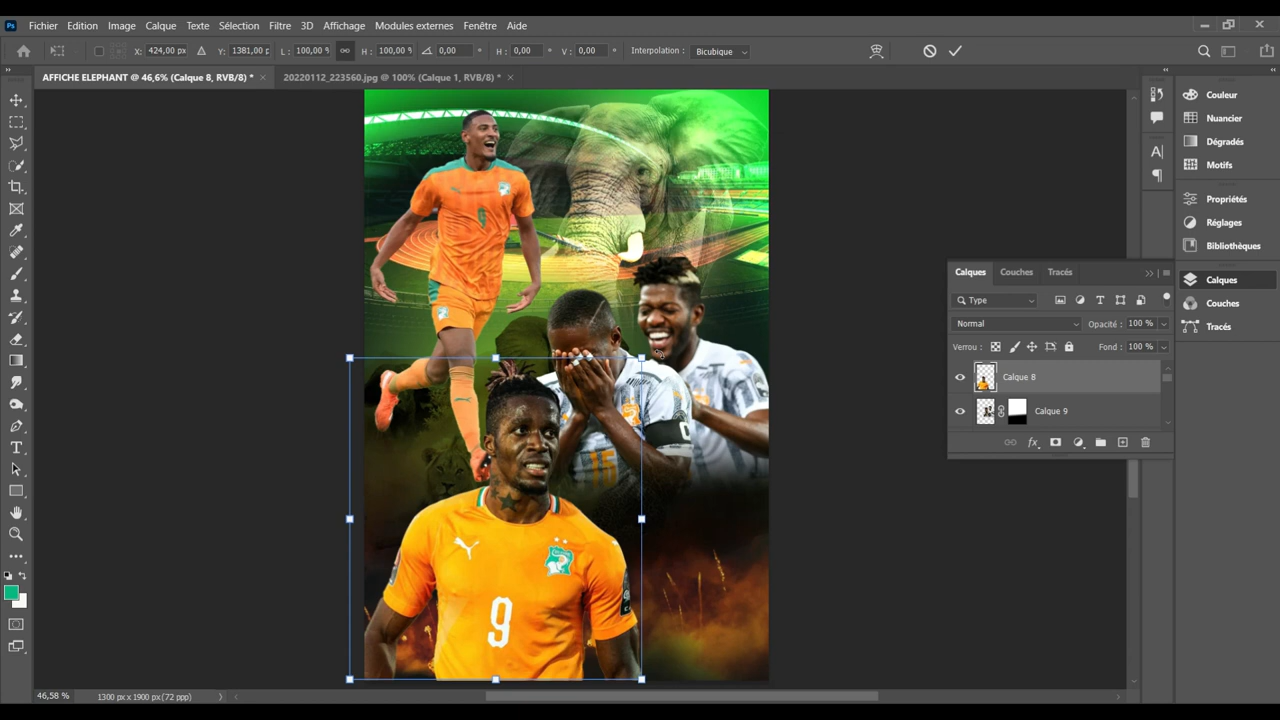 Ps Fichier Edition Image Calque Texte Sélection Filtre 3D Affichage Modules externes Fenêtre Aide
X: 424,00 px Y: 1381,00 p L: 100,00 % H: 100,00 % 0,00 ° H: 0,00 ° V: 0,00 ° Interpolation : Bicubique
AFFICHE ELEPHANT @ 46,6% (Calque 8, RVB/8) * × 20220112_223560.jpg @ 100% (Calque 1, RVB/8) * ×
Couleur
Nuancier
Dégradés
Motifs
Propriétés
Réglages
Bibliothèques
Calques
Couches
Tracés
Calques Couches Tracés
Type
Normal Opacité : 100 %
Verrou : Fond : 100 %
Calque 8
Calque 9
fx
15
C
9
46,58 % 1300 px x 1900 px (72 ppp)